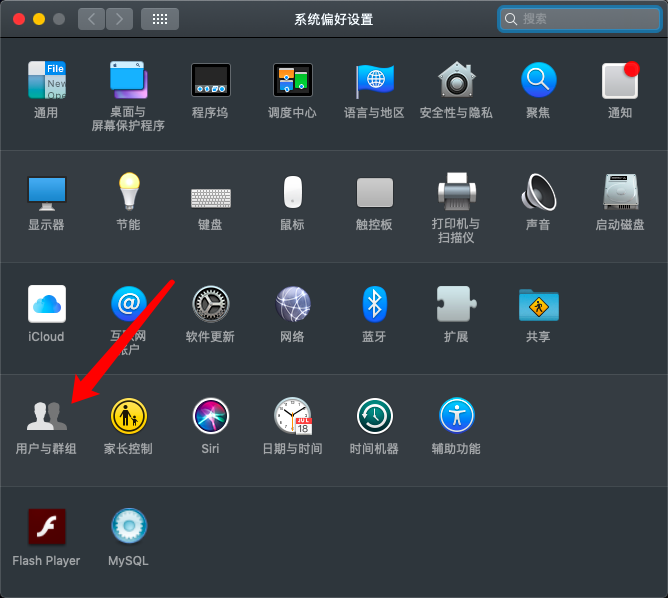 系统偏好设置
搜索
File
New
Ope
通用
桌面与
屏幕保护程序
程序坞
调度中心
语言与地区
安全性与隐私
聚焦
通知
显示器
节能
键盘
鼠标
触控板
打印机与
扫描仪
声音
启动磁盘
iCloud
@
互联网
账户
软件更新
网络
蓝牙
扩展
共享
用户与群组
家长控制
Siri
JUL
18
日期与时间
时间机器
辅助功能
Flash Player
MySQL